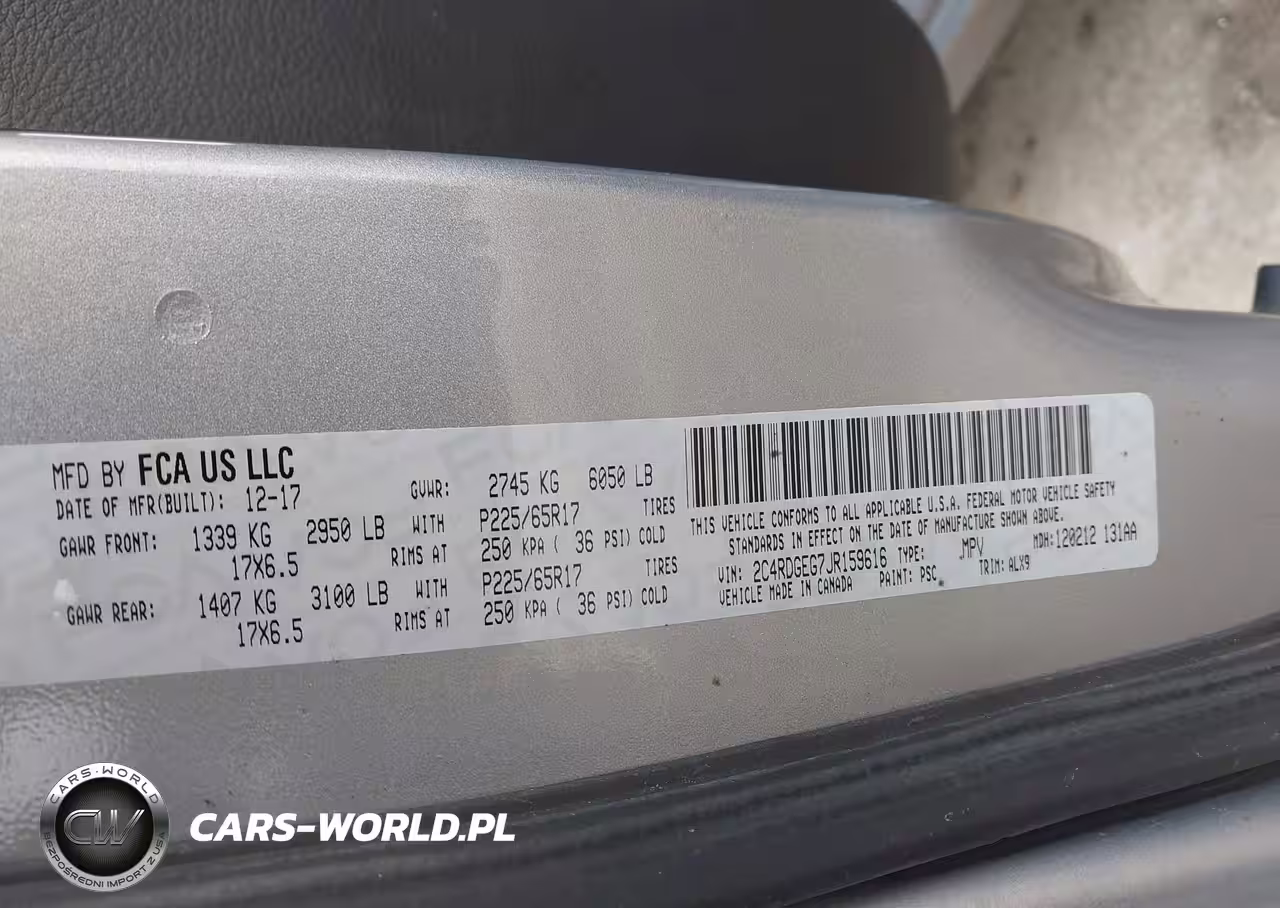 MFD BY FCA US LLC
DATE OF MFR(BUILT): 12-17
GVWR: 2745 KG 6050 LB
GAWR FRONT: 1339 KG 2950 LB WITH P225/65R17 TIRES
17X6.5 RIMS AT 250 KPA ( 36 PSI) COLD
GAWR REAR: 1407 KG 3100 LB WITH P225/65R17 TIRES
17X6.5 RIMS AT 250 KPA ( 36 PSI) COLD
THIS VEHICLE CONFORMS TO ALL APPLICABLE U.S.A. FEDERAL MOTOR VEHICLE SAFETY
STANDARDS IN EFFECT ON THE DATE OF MANUFACTURE SHOWN ABOVE.
MDH:120212 131AA
VIN: 2C4RDGEG7JR159616 TYPE: MPV
VEHICLE MADE IN CANADA PAINT: PSC TRIM: ALX9
CARS-WORLD
CW
BEZPOŚREDNI IMPORT Z USA
CARS-WORLD.PL